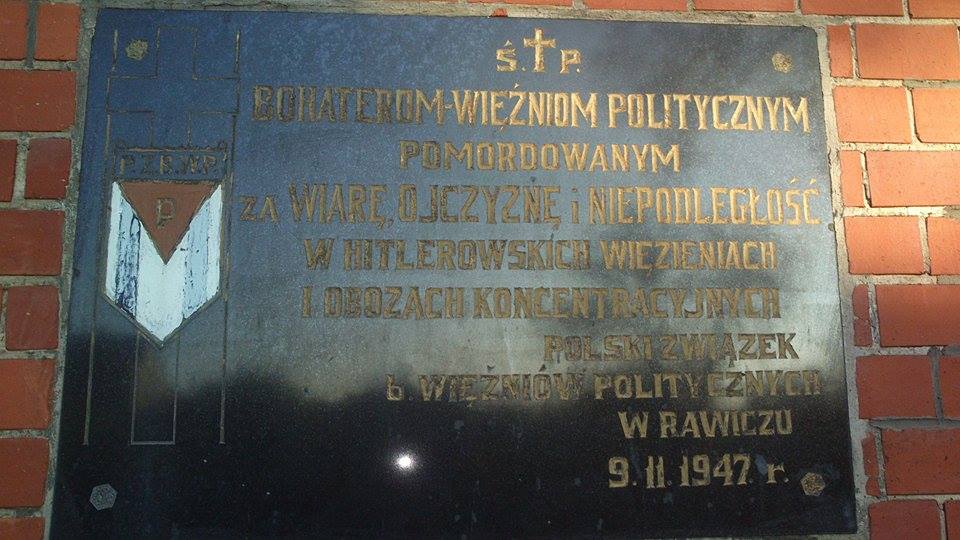 Ś.✝P.
BOHATEROM-WIĘŹNIOM POLITYCZNYM
POMORDOWANYM
ZA WIARĘ, OJCZYZNĘ i NIEPODLEGŁOŚĆ
W HITLEROWSKICH WIĘZIENIACH
I OBOZACH KONCENTRACYJNYCH
POLSKI ZWIĄZEK
b. WIĘŹNIÓW POLITYCZNYCH
W RAWICZU
9. II. 1947. r.
P.Z.B.W.P.
P